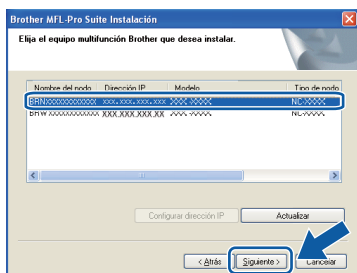 Brother MFL-Pro Suite Instalación
Elija el equipo multifunción Brother que desea instalar.
Nombre del nodo Dirección IP Modelo Tipo de nodo
BRNXXXXXXXXXXXX XXX.XXX.XXX.XXX XXX-XXXX NC-XXXX
BRWXXXXXXXXXXXX XXX.XXX.XXX.XX XXX-XXXX NC-XXXX
Configurar dirección IP Actualizar
< Atrás Siguiente > Cancelar